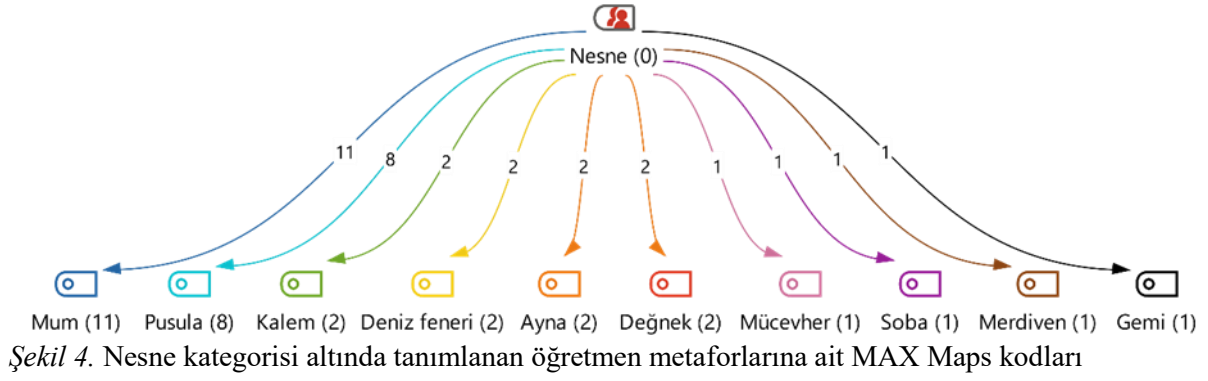 Nesne (0)
11 8 2 2 2 2 1 1 1 1
Mum (11) Pusula (8) Kalem (2) Deniz feneri (2) Ayna (2) Değnek (2) Mücevher (1) Soba (1) Merdiven (1) Gemi (1)
Şekil 4. Nesne kategorisi altında tanımlanan öğretmen metaforlarına ait MAX Maps kodları